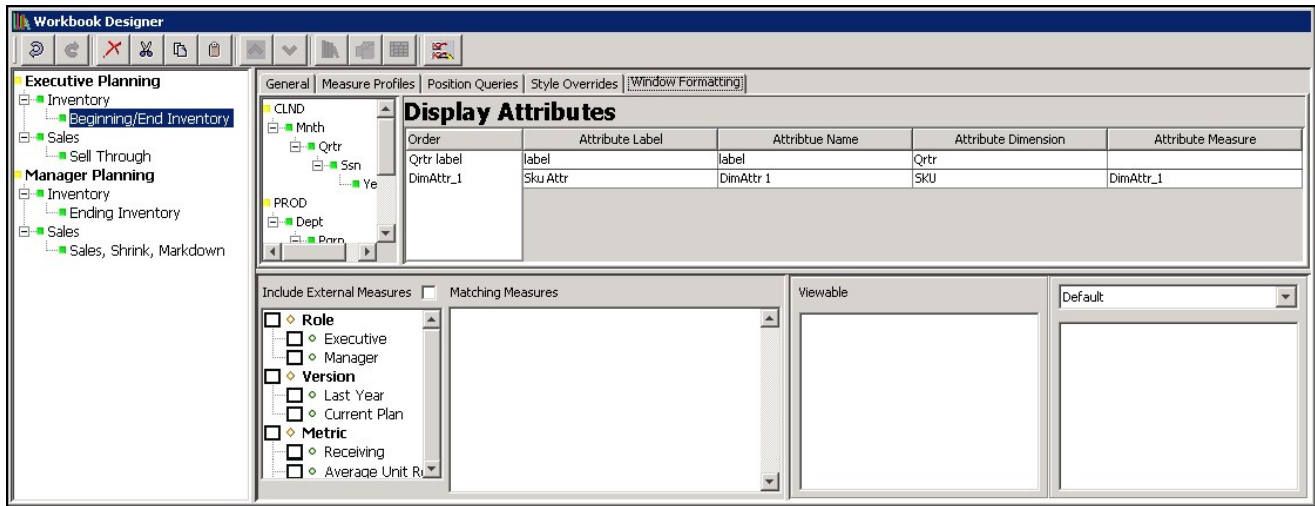 Workbook Designer
Executive Planning
Inventory
Beginning/End Inventory
Sales
Sell Through
Manager Planning
Inventory
Ending Inventory
Sales
Sales, Shrink, Markdown
General Measure Profiles Position Queries Style Overrides Window Formatting
CLND
Mnth
Qrtr
Ssn
Ye
PROD
Dept
Pgrp
Display Attributes
Order Attribute Label Attribtue Name Attribute Dimension Attribute Measure
Qrtr label label label Qrtr
DimAttr_1 Sku Attr DimAttr 1 SKU DimAttr_1
Include External Measures Matching Measures
Role
Executive
Manager
Version
Last Year
Current Plan
Metric
Receiving
Average Unit R
Viewable
Default